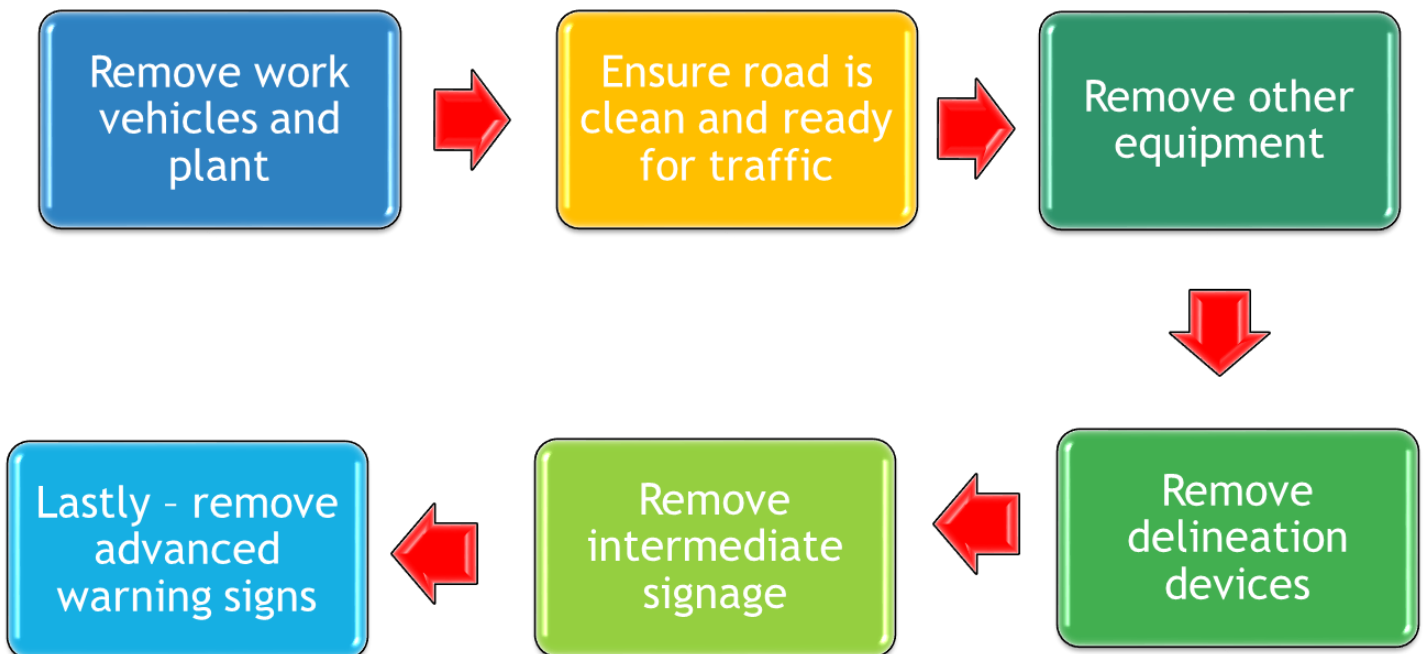 Remove work
vehicles and
plant
Ensure road is
clean and ready
for traffic
Remove other
equipment
Remove
delineation
devices
Remove
intermediate
signage
Lastly – remove
advanced
warning signs